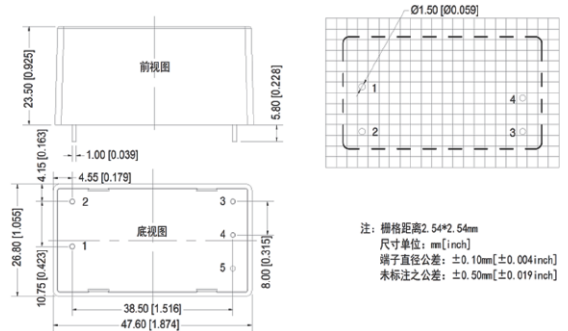 Ø1.50 [Ø0.059]
23.50 [0.925]
前视图
5.80 [0.228]
1
4
2
3
1.00 [0.039]
4.15 [0.163]
4.55 [0.179]
2
3
26.80 [1.055]
底视图
4
1
8.00 [0.315]
5
10.75 [0.423]
38.50 [1.516]
47.60 [1.874]
注：栅格距离2.54*2.54mm
尺寸单位：mm[inch]
端子直径公差：±0.10mm[±0.004inch]
未标注之公差：±0.50mm[±0.019inch]